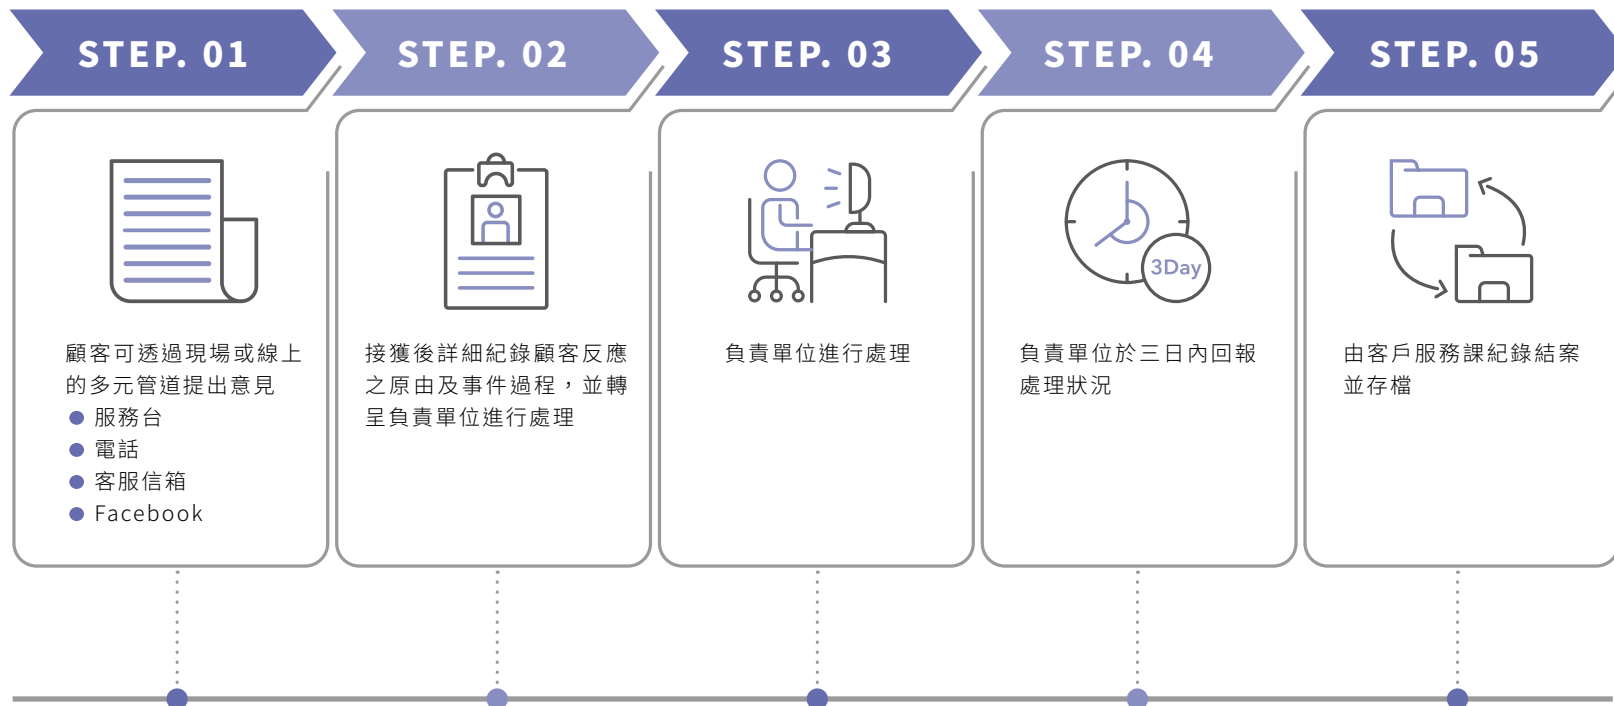 STEP. 01
顧客可透過現場或線上
的多元管道提出意見
服務台
電話
客服信箱
Facebook
STEP. 02
接獲後詳細紀錄顧客反應
之原由及事件過程，並轉
呈負責單位進行處理
STEP. 03
負責單位進行處理
STEP. 04
3Day
負責單位於三日內回報
處理狀況
STEP. 05
由客戶服務課紀錄結案
並存檔